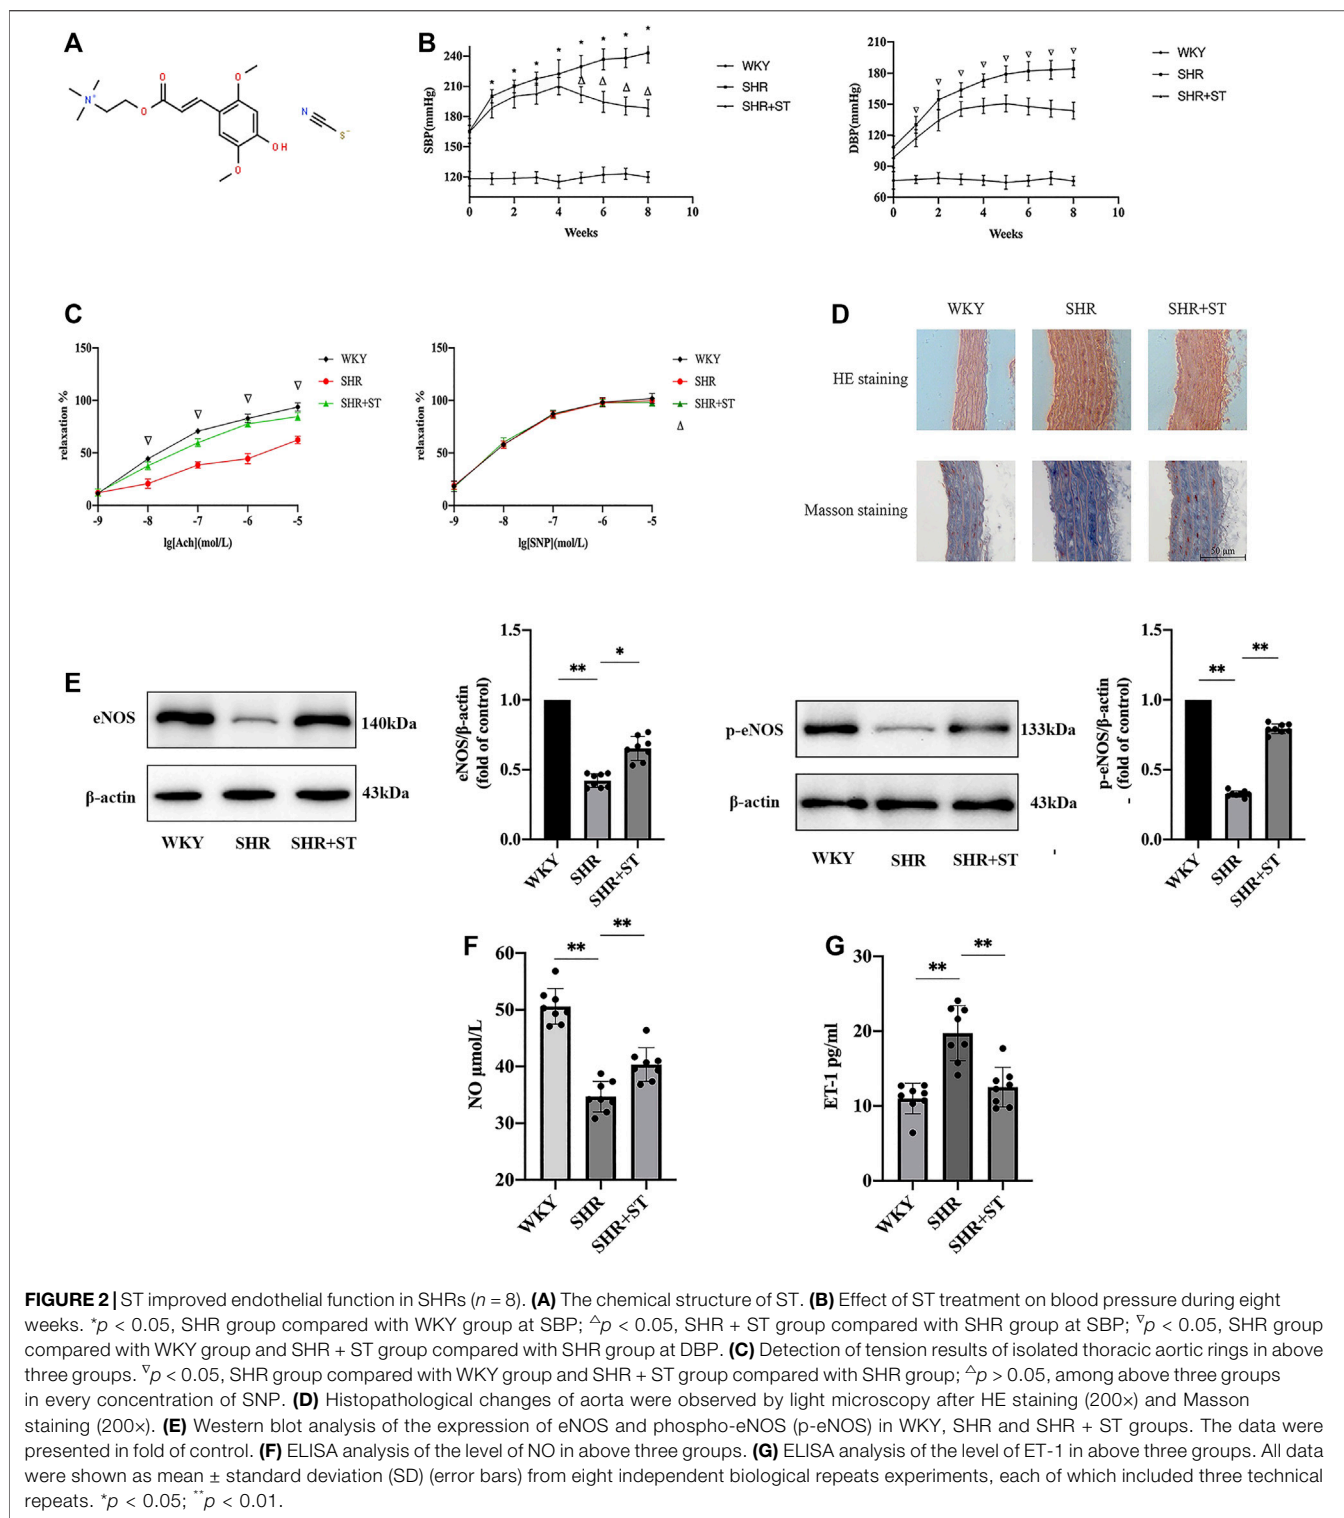 A
O
O
N+
O
O
OH
N
S-
B
SBP(mmHg)
240
210
180
150
120
0 2 4 6 8 10
Weeks
* * * * * * * *
Δ Δ Δ Δ
WKY
SHR
SHR+ST
DBP(mmHg)
210
180
150
120
90
60
0 2 4 6 8 10
Weeks
∇ ∇ ∇ ∇ ∇ ∇ ∇ ∇
WKY
SHR
SHR+ST
C
relaxation %
150
100
50
0
-9 -8 -7 -6 -5
lg[Ach](mol/L)
∇ ∇ ∇ ∇
WKY
SHR
SHR+ST
relaxation %
150
100
50
0
-9 -8 -7 -6 -5
lg[SNP](mol/L)
WKY
SHR
SHR+ST
Δ
D
WKY SHR SHR+ST
HE staining
Masson staining
50 μm
E
eNOS 140kDa
β-actin 43kDa
WKY SHR SHR+ST
eNOS/β-actin
(fold of control)
1.5
1.0
0.5
0.0
** *
WKY SHR SHR+ST
p-eNOS 133kDa
β-actin 43kDa
WKY SHR SHR+ST
p-eNOS/β-actin
(fold of control)
1.5
1.0
0.5
0.0
** **
WKY SHR SHR+ST
F
NO μmol/L
60
50
40
30
20
** **
WKY SHR SHR+ST
G
ET-1 pg/ml
30
20
10
0
** **
WKY SHR SHR+ST
FIGURE 2 | ST improved endothelial function in SHRs (n = 8). (A) The chemical structure of ST. (B) Effect of ST treatment on blood pressure during eight
weeks. *p < 0.05, SHR group compared with WKY group at SBP; △p < 0.05, SHR + ST group compared with SHR group at SBP; ∇p < 0.05, SHR group
compared with WKY group and SHR + ST group compared with SHR group at DBP. (C) Detection of tension results of isolated thoracic aortic rings in above
three groups. ∇p < 0.05, SHR group compared with WKY group and SHR + ST group compared with SHR group; △p > 0.05, among above three groups
in every concentration of SNP. (D) Histopathological changes of aorta were observed by light microscopy after HE staining (200×) and Masson
staining (200×). (E) Western blot analysis of the expression of eNOS and phospho-eNOS (p-eNOS) in WKY, SHR and SHR + ST groups. The data were
presented in fold of control. (F) ELISA analysis of the level of NO in above three groups. (G) ELISA analysis of the level of ET-1 in above three groups. All data
were shown as mean ± standard deviation (SD) (error bars) from eight independent biological repeats experiments, each of which included three technical
repeats. *p < 0.05; **p < 0.01.